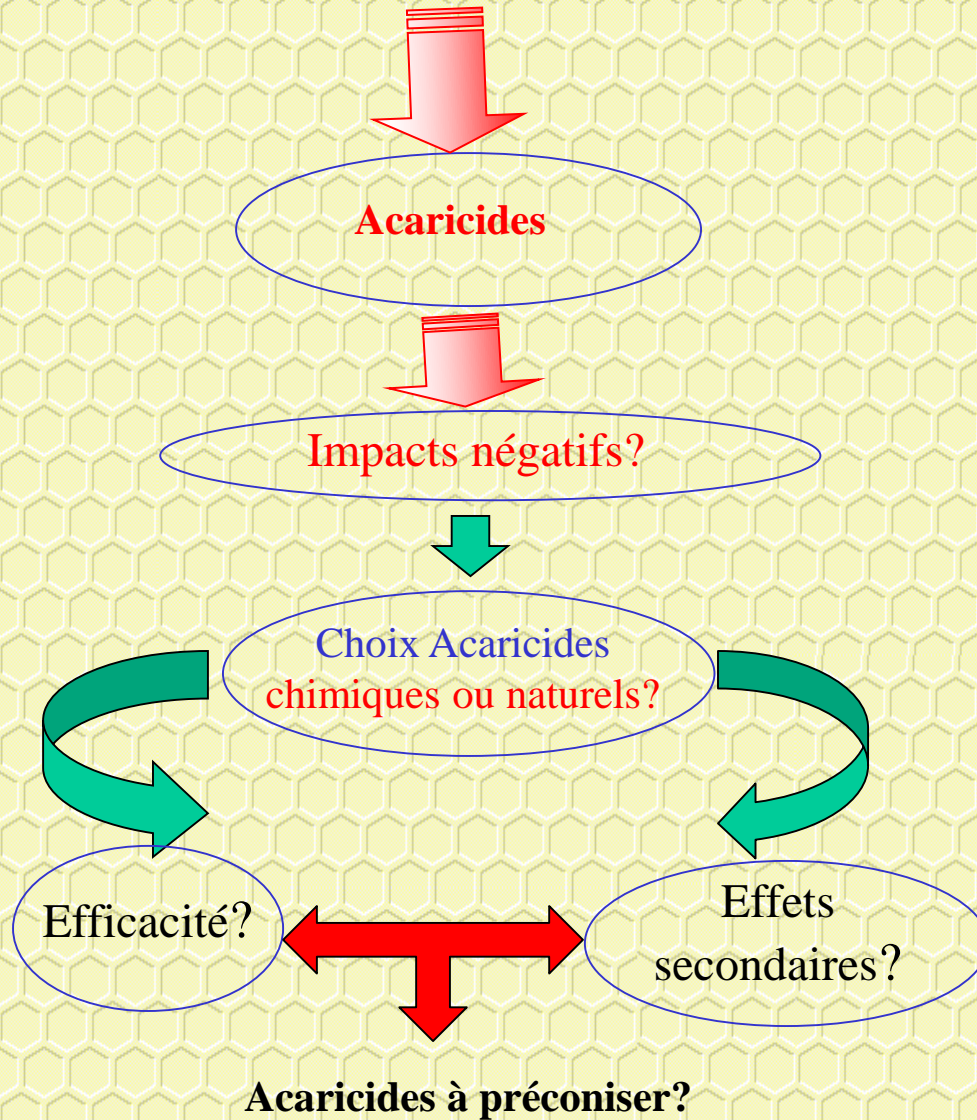 Acaricides
Impacts négatifs?
Choix Acaricides
chimiques ou naturels?
Efficacité?
Effets
secondaires?
Acaricides à préconiser?